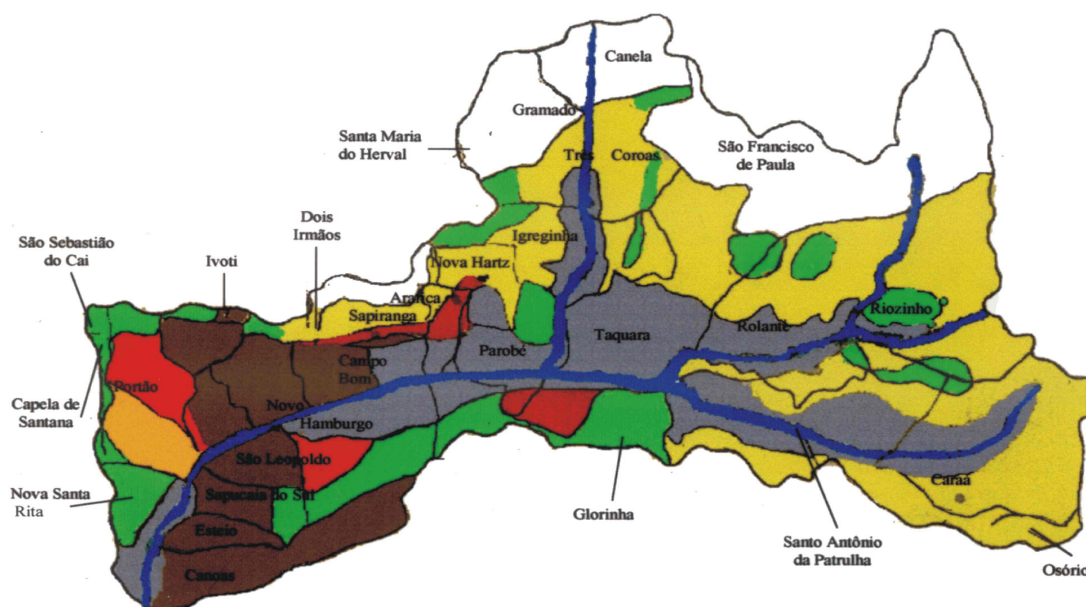 Canela
Gramado
Santa Maria
do Herval
Três Coroas
São Francisco
de Paula
São Sebastião
do Cai
Ivoti
Dois
Irmãos
Igreginha
Nova Hartz
Sapiranga
Riozinho
Rolante
Taquara
Parobé
Campo
Bom
Portão
Novo
Hamburgo
Capela de
Santana
São Leopoldo
Sapucaia do Sul
Nova Santa
Rita
Esteio
Canoas
Glorinha
Caraá
Santo Antônio
da Patrulha
Osório